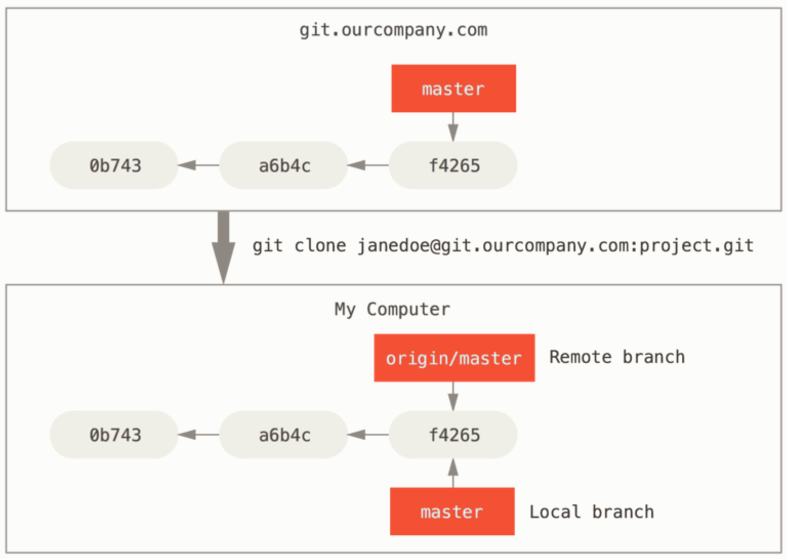 git.ourcompany.com
master
0b743 a6b4c f4265
git clone janedoe@git.ourcompany.com:project.git
My Computer
origin/master Remote branch
0b743 a6b4c f4265
master Local branch